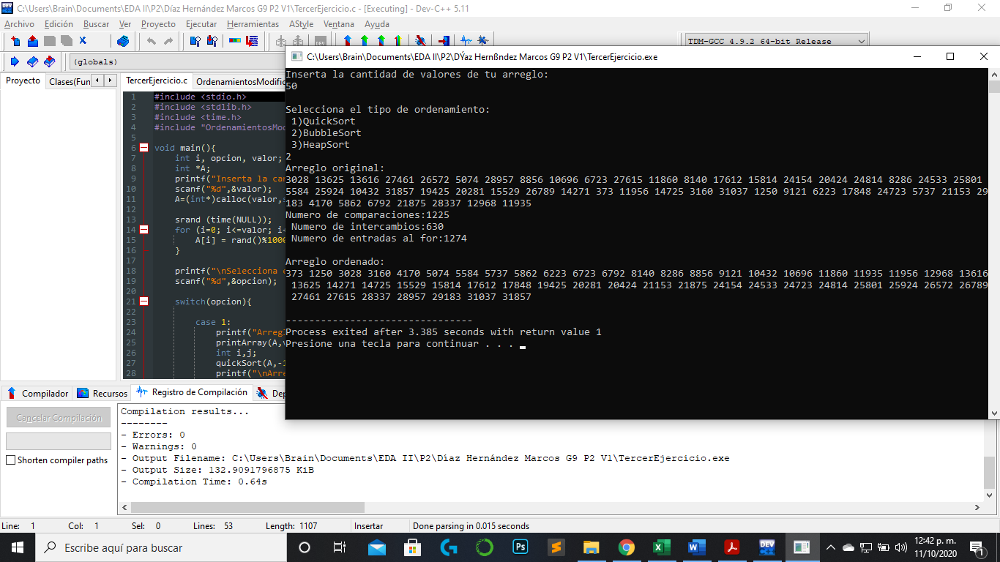 C:\Users\Brain\Documents\EDA II\P2\Díaz Hernández Marcos G9 P2 V1\TercerEjercicio.c - [Executing] - Dev-C++ 5.11
Archivo Edición Buscar Ver Proyecto Ejecutar Herramientas AStyle Ventana Ayuda
TDM-GCC 4.9.2 64-bit Release
(globals)
Proyecto Clases(Fun
TercerEjercicio.c OrdenamientosModific
1 #include <stdio.h>
2 #include <stdlib.h>
3 #include <time.h>
4 #include "OrdenamientosMod
5
6 void main(){
7 int i, opcion, valor;
8 int *A;
9 printf("Inserta la can
10 scanf("%d",&valor);
11 A=(int*)calloc(valor,s
12
13 srand (time(NULL));
14 for (i=0; i<=valor; i+
15 A[i] = rand()%1000
16 }
17
18 printf("\nSelecciona e
19 scanf("%d",&opcion);
20
21 switch(opcion){
22
23 case 1:
24 printf("Arreg
25 printArray(A,v
26 int i,j;
27 quickSort(A,-1
28 printf("\nArre
C:\Users\Brain\Documents\EDA II\P2\DÝaz Hernßndez Marcos G9 P2 V1\TercerEjercicio.exe
Inserta la cantidad de valores de tu arreglo:
50
Selecciona el tipo de ordenamiento:
1)QuickSort
2)BubbleSort
3)HeapSort
2
Arreglo original:
3028 13625 13616 27461 26572 5074 28957 8856 10696 6723 27615 11860 8140 17612 15814 24154 20424 24814 8286 24533 25801
5584 25924 10432 31857 19425 20281 15529 26789 14271 373 11956 14725 3160 31037 1250 9121 6223 17848 24723 5737 21153 29
183 4170 5862 6792 21875 28337 12968 11935
Numero de comparaciones:1225
Numero de intercambios:630
Numero de entradas al for:1274
Arreglo ordenado:
373 1250 3028 3160 4170 5074 5584 5737 5862 6223 6723 6792 8140 8286 8856 9121 10432 10696 11860 11935 11956 12968 13616
13625 14271 14725 15529 15814 17612 17848 19425 20281 20424 21153 21875 24154 24533 24723 24814 25801 25924 26572 26789
27461 27615 28337 28957 29183 31037 31857
--------------------------------
Process exited after 3.385 seconds with return value 1
Presione una tecla para continuar . . .
Compilador Recursos Registro de Compilación Dep
Cancelar Compilación
Shorten compiler paths
Compilation results...
--------
- Errors: 0
- Warnings: 0
- Output Filename: C:\Users\Brain\Documents\EDA II\P2\Díaz Hernández Marcos G9 P2 V1\TercerEjercicio.exe
- Output Size: 132.9091796875 KiB
- Compilation Time: 0.64s
Line: 1 Col: 1 Sel: 0 Lines: 53 Length: 1107 Insertar Done parsing in 0.015 seconds
Escribe aquí para buscar
12:42 p. m.
11/10/2020